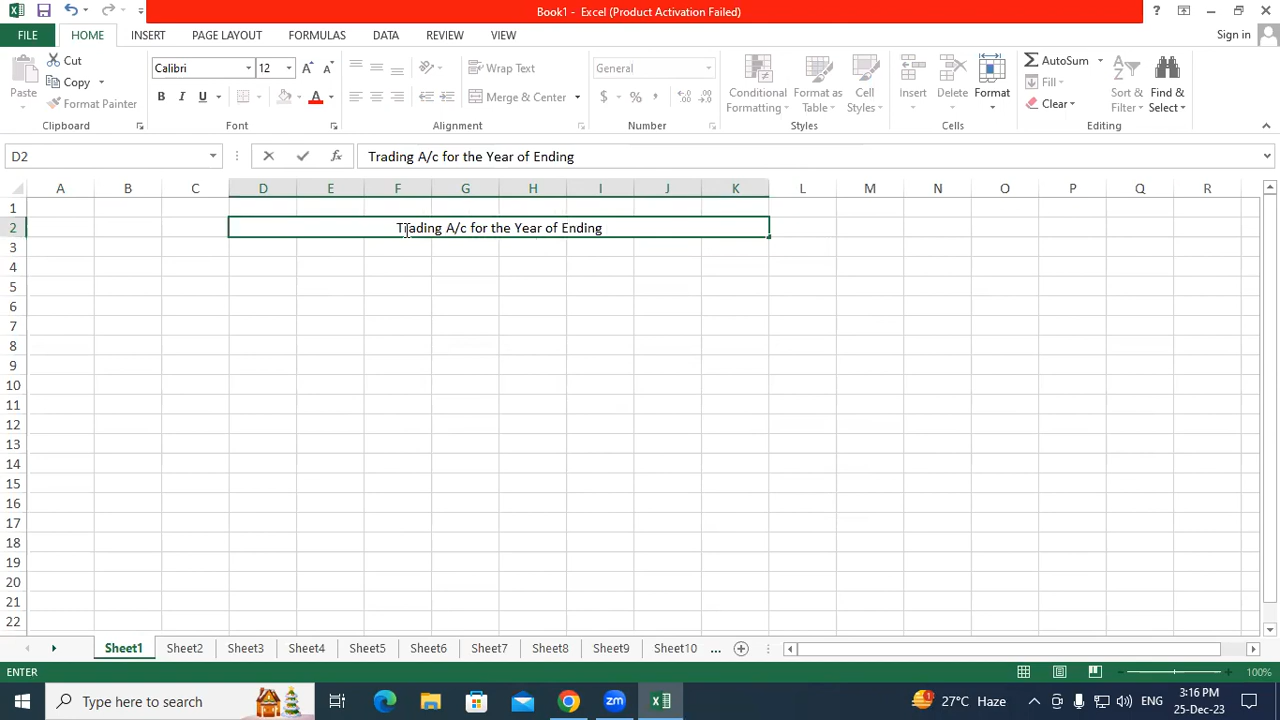 Book1 - Excel (Product Activation Failed)
?
FILE HOME INSERT PAGE LAYOUT FORMULAS DATA REVIEW VIEW Sign in
Paste Cut Copy Format Painter Clipboard
Calibri 12 A A B I U A Font
Wrap Text Merge & Center Alignment
General $ % , Number
Conditional Formatting Format as Table Cell Styles Styles
Insert Delete Format Cells
AutoSum Fill Clear Sort & Filter Find & Select Editing
D2 fx Trading A/c for the Year of Ending
A B C D E F G H I J K L M N O P Q R
1
2 Trading A/c for the Year of Ending
3
4
5
6
7
8
9
10
11
12
13
14
15
16
17
18
19
20
21
22
Sheet1 Sheet2 Sheet3 Sheet4 Sheet5 Sheet6 Sheet7 Sheet8 Sheet9 Sheet10 ...
ENTER 100%
Type here to search zm 1 27°C Haze ENG 3:16 PM
25-Dec-23